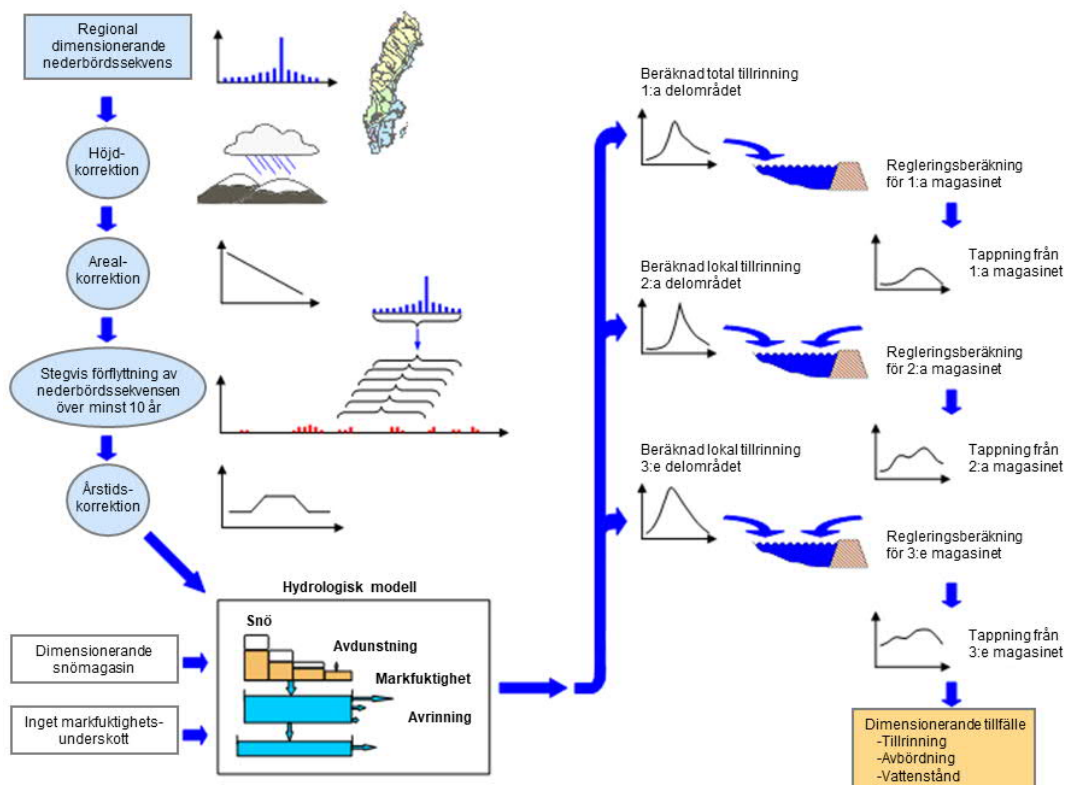 Regional
dimensionerande
nederbördssekvens
Höjd-
korrektion
Areal-
korrektion
Stegvis förflyttning av
nederbördssekvensen
över minst 10 år
Årstids-
korrektion
Dimensionerande
snömagasin
Inget markfuktighets-
underskott
Hydrologisk modell
Snö
Avdunstning
Markfuktighet
Avrinning
Beräknad total tillrinning
1:a delområdet
Regleringsberäkning
för 1:a magasinet
Tappning från
1:a magasinet
Beräknad lokal tillrinning
2:a delområdet
Regleringsberäkning
för 2:a magasinet
Tappning från
2:a magasinet
Beräknad lokal tillrinning
3:e delområdet
Regleringsberäkning
för 3:e magasinet
Tappning från
3:e magasinet
Dimensionerande tillfälle
-Tillrinning
-Avbördning
-Vattenstånd